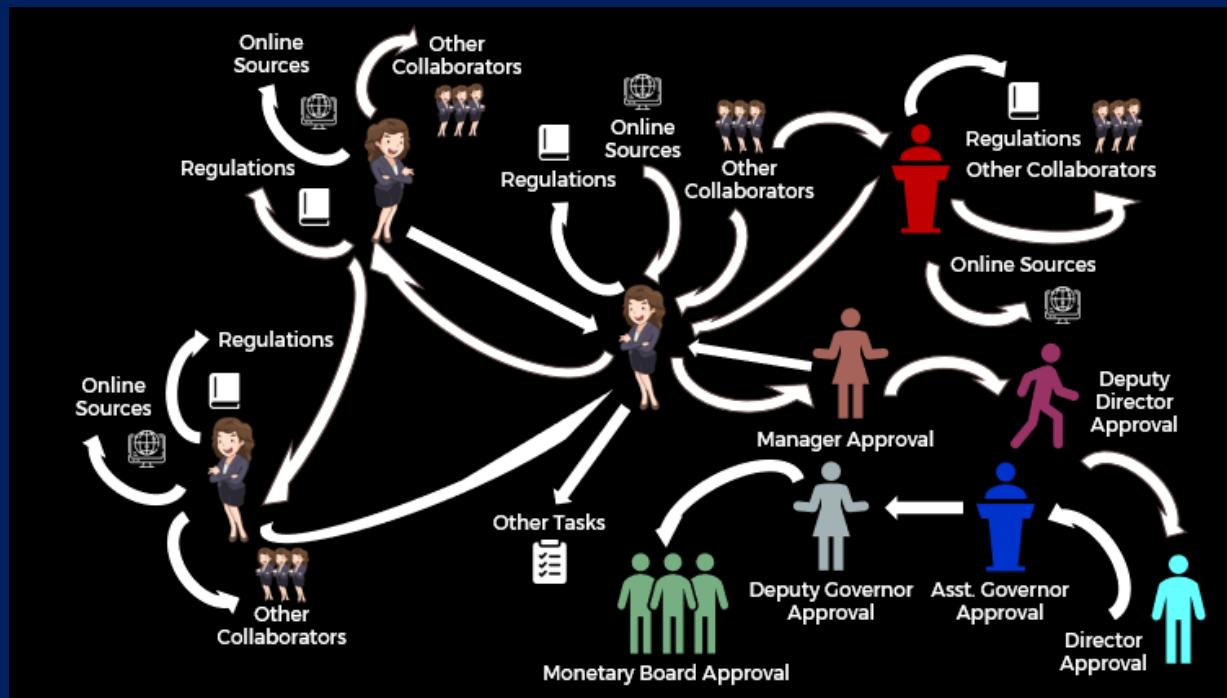 Online
Sources
Other
Collaborators
Regulations
Regulations
Online
Sources
Other
Collaborators
Regulations
Other Collaborators
Online Sources
Regulations
Online
Sources
Other
Collaborators
Other Tasks
Manager Approval
Deputy
Director
Approval
Director
Approval
Asst. Governor
Approval
Deputy Governor
Approval
Monetary Board Approval